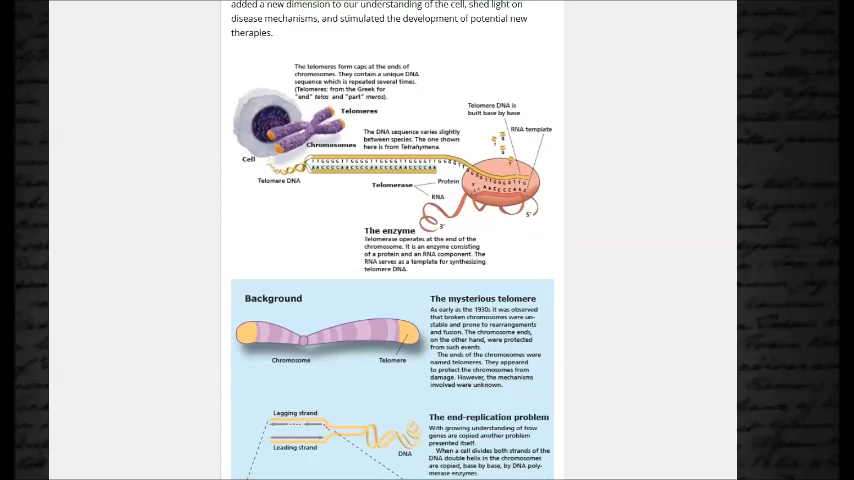 added a new dimension to our understanding of the cell, shed light on
disease mechanisms, and stimulated the development of potential new
therapies.
The telomeres form caps at the ends of
chromosomes. They contain a unique DNA
sequence which is repeated several times.
(Telomeres; from the Greek for
"end" telos and "part" meros).
Telomeres
Chromosomes
Cell
Telomere DNA
The DNA sequence varies slightly
between species. The one shown
here is from Tetrahymena.
Telomere DNA is
built base by base
RNA template
Telomerase
Protein
RNA
3'
5'
The enzyme
Telomerase operates at the end of the
chromosome. It is an enzyme consisting
of a protein and an RNA component. The
RNA serves as a template for synthesizing
telomere DNA.
Background
Chromosome
Telomere
The mysterious telomere
As early as the 1930s it was observed
that broken chromosomes were un-
stable and prone to rearrangements
and fusion. The chromosome ends,
on the other hand, were protected
from such events.
The ends of the chromosomes were
named telomeres. They appeared
to protect the chromosomes from
damage. However, the mechanisms
involved were unknown.
Lagging strand
Leading strand
DNA
The end-replication problem
With growing understanding of how
genes are copied another problem
presented itself.
When a cell divides both strands of the
DNA double helix in the chromosomes
are copied, base by base, by DNA poly-
merase enzymes.